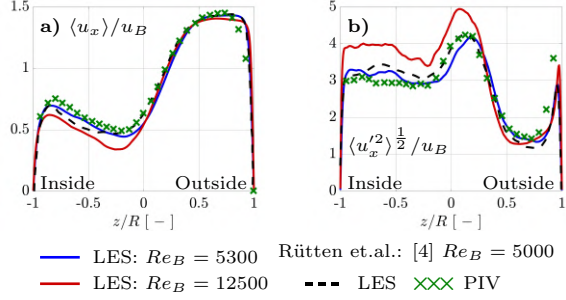 a) ⟨u_x⟩/u_B
1.5
1
0.5
0
Inside Outside
-1 -0.5 0 0.5 1
z/R [ − ]
b)
5
4
3
2
1
0
⟨u′²_x⟩^½/u_B
Inside Outside
-1 -0.5 0 0.5 1
z/R [ − ]
LES: Re_B = 5300 Rütten et.al.: [4] Re_B = 5000
LES: Re_B = 12500 LES PIV